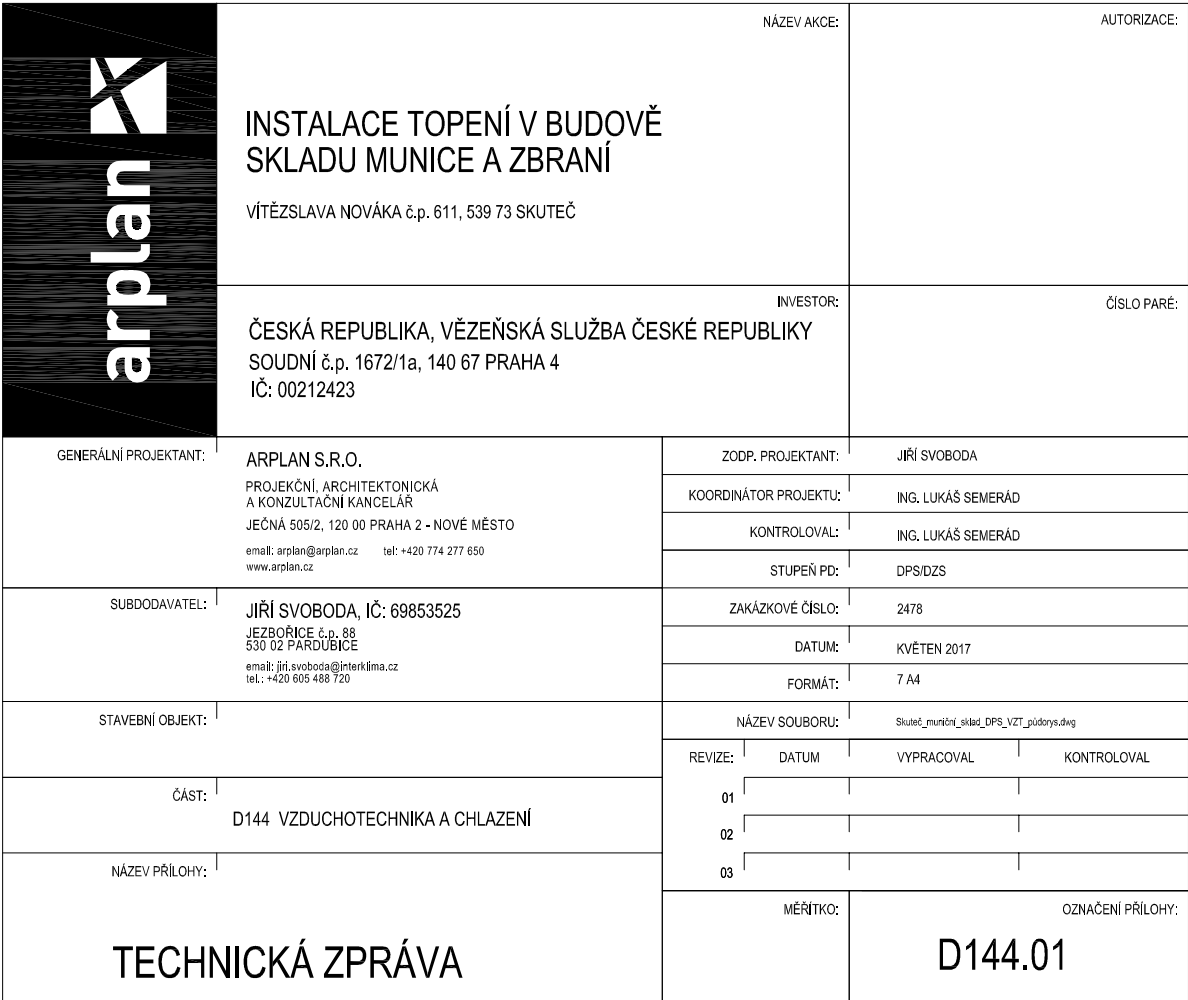 arplan
NÁZEV AKCE:
INSTALACE TOPENÍ V BUDOVĚ
SKLADU MUNICE A ZBRANÍ
VÍTĚZSLAVA NOVÁKA č.p. 611, 539 73 SKUTEČ
AUTORIZACE:
INVESTOR:
ČESKÁ REPUBLIKA, VĚZEŇSKÁ SLUŽBA ČESKÉ REPUBLIKY
SOUDNÍ č.p. 1672/1a, 140 67 PRAHA 4
IČ: 00212423
ČÍSLO PARÉ:
GENERÁLNÍ PROJEKTANT:
ARPLAN S.R.O.
PROJEKČNÍ, ARCHITEKTONICKÁ
A KONZULTAČNÍ KANCELÁŘ
JEČNÁ 505/2, 120 00 PRAHA 2 - NOVÉ MĚSTO
email: arplan@arplan.cz tel: +420 774 277 650
www.arplan.cz
ZODP. PROJEKTANT: JIŘÍ SVOBODA
KOORDINÁTOR PROJEKTU: ING. LUKÁŠ SEMERÁD
KONTROLOVAL: ING. LUKÁŠ SEMERÁD
STUPEŇ PD: DPS/DZS
SUBDODAVATEL:
JIŘÍ SVOBODA, IČ: 69853525
JEZBOŘICE č.p. 88
530 02 PARDUBICE
email: jiri.svoboda@interklima.cz
tel.: +420 605 488 720
ZAKÁZKOVÉ ČÍSLO: 2478
DATUM: KVĚTEN 2017
FORMÁT: 7 A4
STAVEBNÍ OBJEKT:
NÁZEV SOUBORU: Skuteč_muniční_sklad_DPS_VZT_půdorys.dwg
REVIZE: DATUM VYPRACOVAL KONTROLOVAL
01
02
03
ČÁST:
D144 VZDUCHOTECHNIKA A CHLAZENÍ
NÁZEV PŘÍLOHY:
TECHNICKÁ ZPRÁVA
MĚŘÍTKO:
OZNAČENÍ PŘÍLOHY:
D144.01